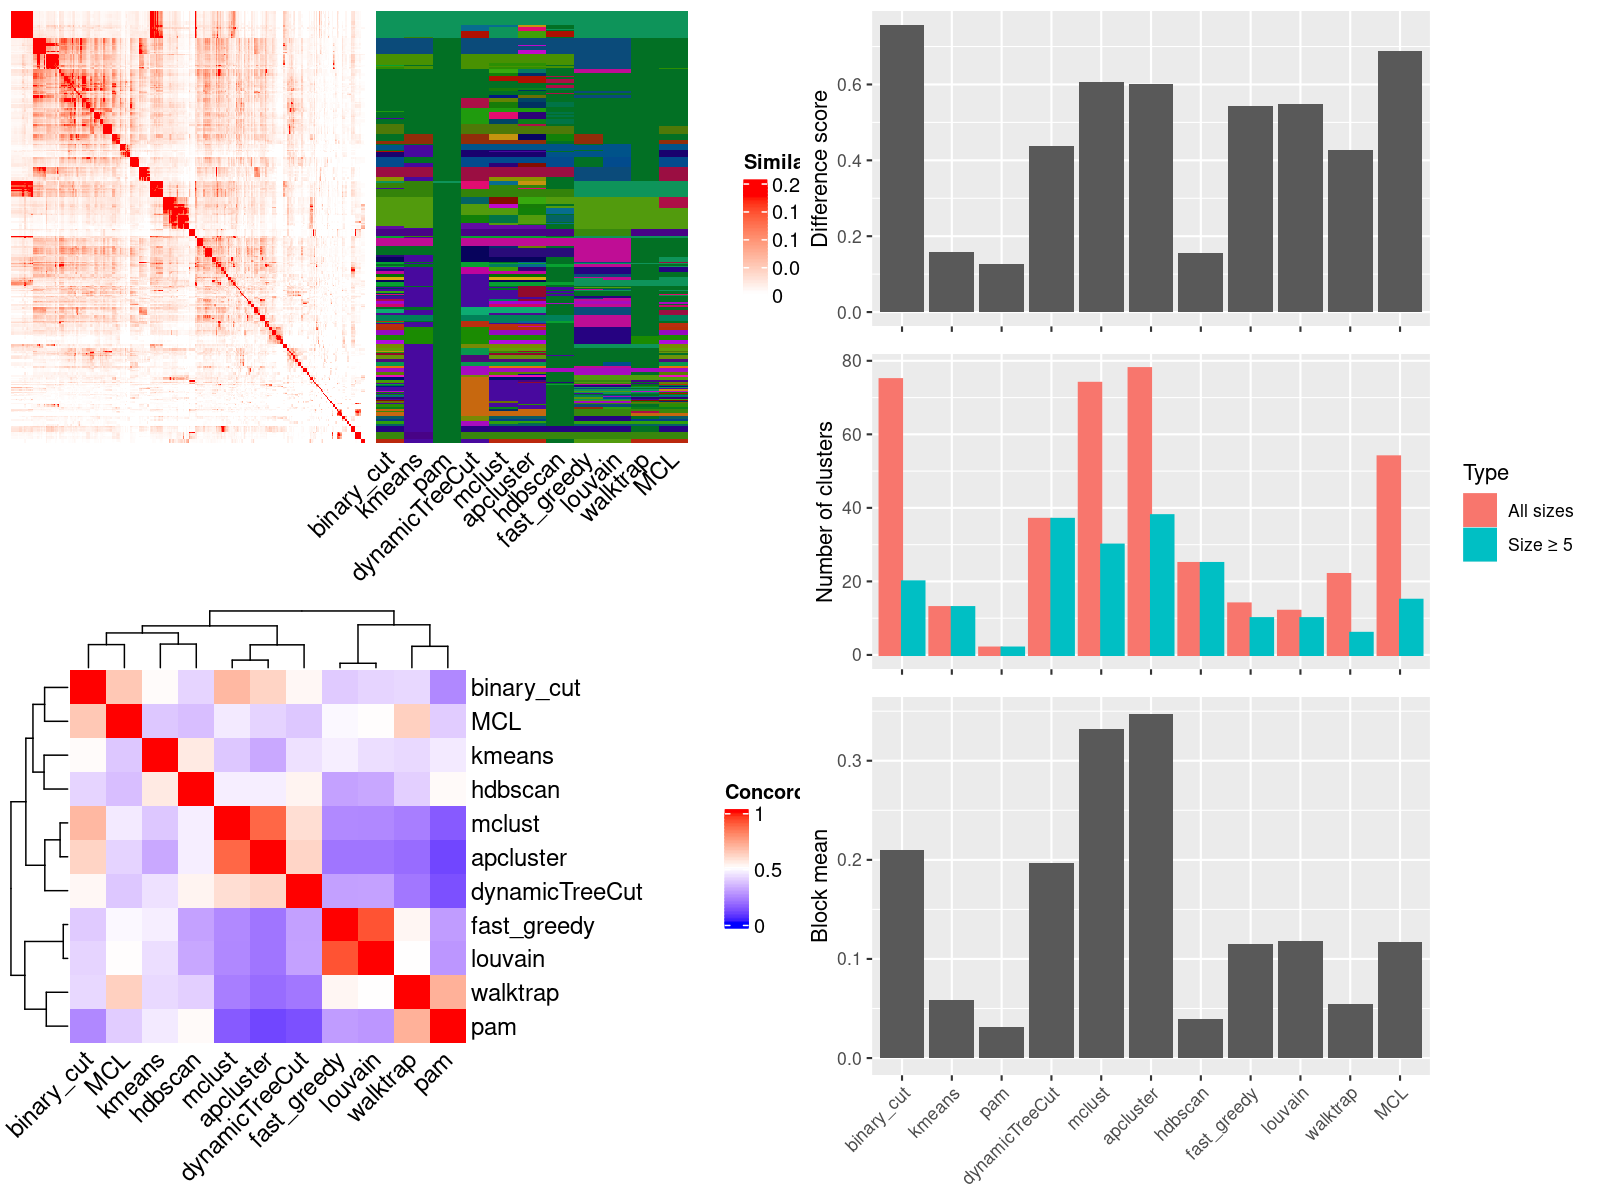 Simila
0.2
0.1
0.1
0.0
0
binary_cut
kmeans
pam
dynamicTreeCut
mclust
apcluster
hdbscan
fast_greedy
louvain
walktrap
MCL
binary_cut
MCL
kmeans
hdbscan
mclust
apcluster
dynamicTreeCut
fast_greedy
louvain
walktrap
pam
binary_cut
MCL
kmeans
hdbscan
mclust
apcluster
dynamicTreeCut
fast_greedy
louvain
walktrap
pam
Concord
1
0.5
0
Difference score
0.6
0.4
0.2
0.0
Number of clusters
80
60
40
20
0
Type
All sizes
Size ≥ 5
Block mean
0.3
0.2
0.1
0.0
binary_cut
kmeans
pam
dynamicTreeCut
mclust
apcluster
hdbscan
fast_greedy
louvain
walktrap
MCL